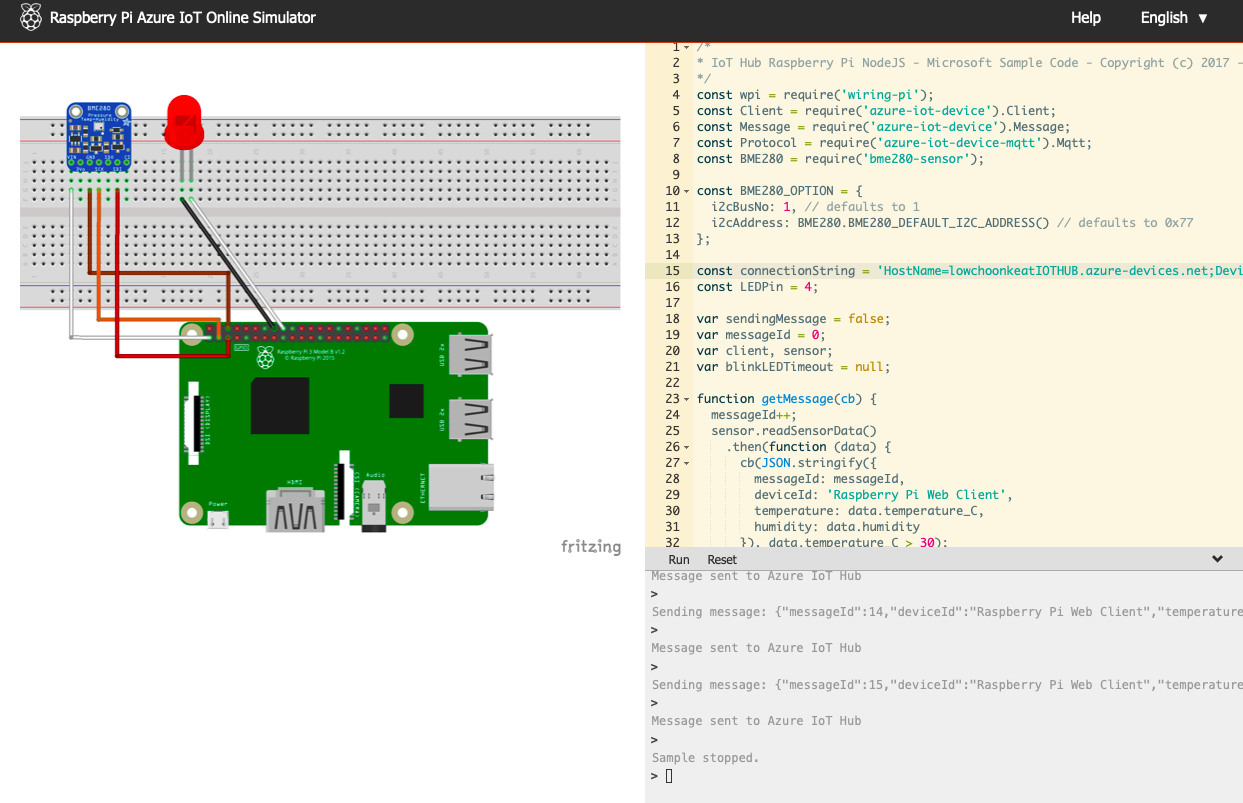 Raspberry Pi Azure IoT Online Simulator
Help
English ▼
BME280
Pressure
Temp+Humidity
Raspberry Pi 3 Model B v1.2
© Raspberry Pi 2015
GPIO
USB 2x
USB 2x
ETHERNET
DSI (DISPLAY)
CSI (CAMERA)
Audio
HDMI
Power
fritzing
1 /*
2 * IoT Hub Raspberry Pi NodeJS - Microsoft Sample Code - Copyright (c) 2017 -
3 */
4 const wpi = require('wiring-pi');
5 const Client = require('azure-iot-device').Client;
6 const Message = require('azure-iot-device').Message;
7 const Protocol = require('azure-iot-device-mqtt').Mqtt;
8 const BME280 = require('bme280-sensor');
9
10 const BME280_OPTION = {
11 i2cBusNo: 1, // defaults to 1
12 i2cAddress: BME280.BME280_DEFAULT_I2C_ADDRESS() // defaults to 0x77
13 };
14
15 const connectionString = 'HostName=lowchoonkeatIOTHUB.azure-devices.net;Devi
16 const LEDPin = 4;
17
18 var sendingMessage = false;
19 var messageId = 0;
20 var client, sensor;
21 var blinkLEDTimeout = null;
22
23 function getMessage(cb) {
24 messageId++;
25 sensor.readSensorData()
26 .then(function (data) {
27 cb(JSON.stringify({
28 messageId: messageId,
29 deviceId: 'Raspberry Pi Web Client',
30 temperature: data.temperature_C,
31 humidity: data.humidity
32 }), data.temperature_C > 30);
Run Reset
Message sent to Azure IoT Hub
>
Sending message: {"messageId":14,"deviceId":"Raspberry Pi Web Client","temperature
>
Message sent to Azure IoT Hub
>
Sending message: {"messageId":15,"deviceId":"Raspberry Pi Web Client","temperature
>
Message sent to Azure IoT Hub
>
Sample stopped.
>